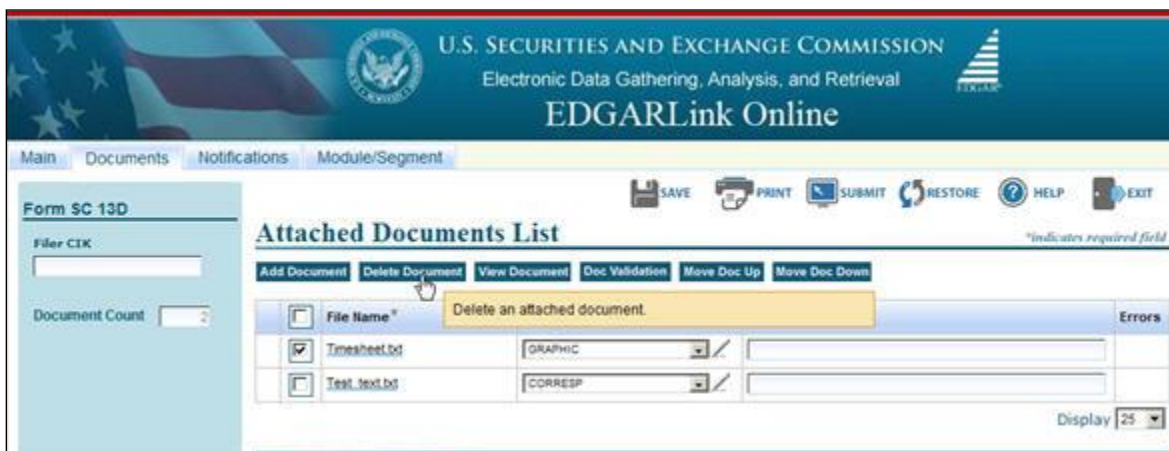 U.S. SECURITIES AND EXCHANGE COMMISSION
Electronic Data Gathering, Analysis, and Retrieval
EDGAR
EDGARLink Online
Main Documents Notifications Module/Segment
SAVE PRINT SUBMIT RESTORE HELP EXIT
Form SC 13D
Attached Documents List
*indicates required field
Filer CIK
Add Document Delete Document View Document Doc Validation Move Doc Up Move Doc Down
Delete an attached document.
Document Count 2
File Name* Errors
Timesheet.txt GRAPHIC
Test_text.txt CORRESP
Display 25